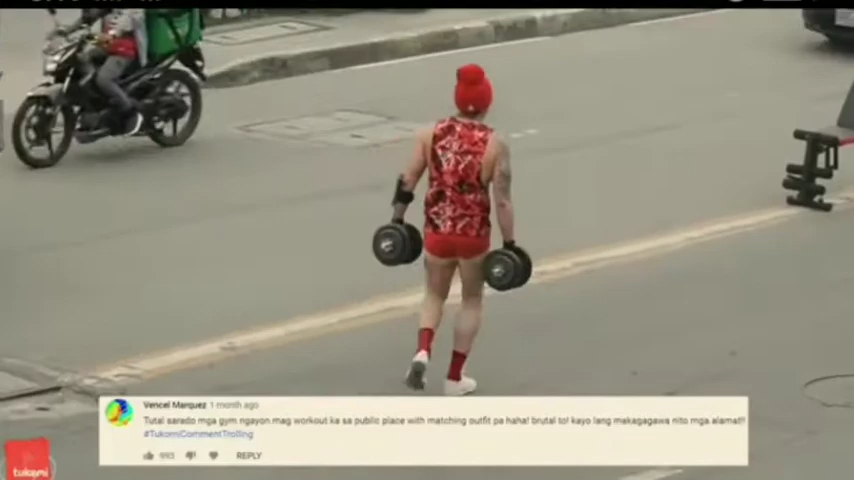 Vencel Marquez 1 month ago
Tutal sarado mga gym ngayon mag workout ka sa public place with matching outfit pa haha! brutal to! kayo lang makagagawa nito mga alamat!!
#TukomiCommentTrolling
993 REPLY
tukomi